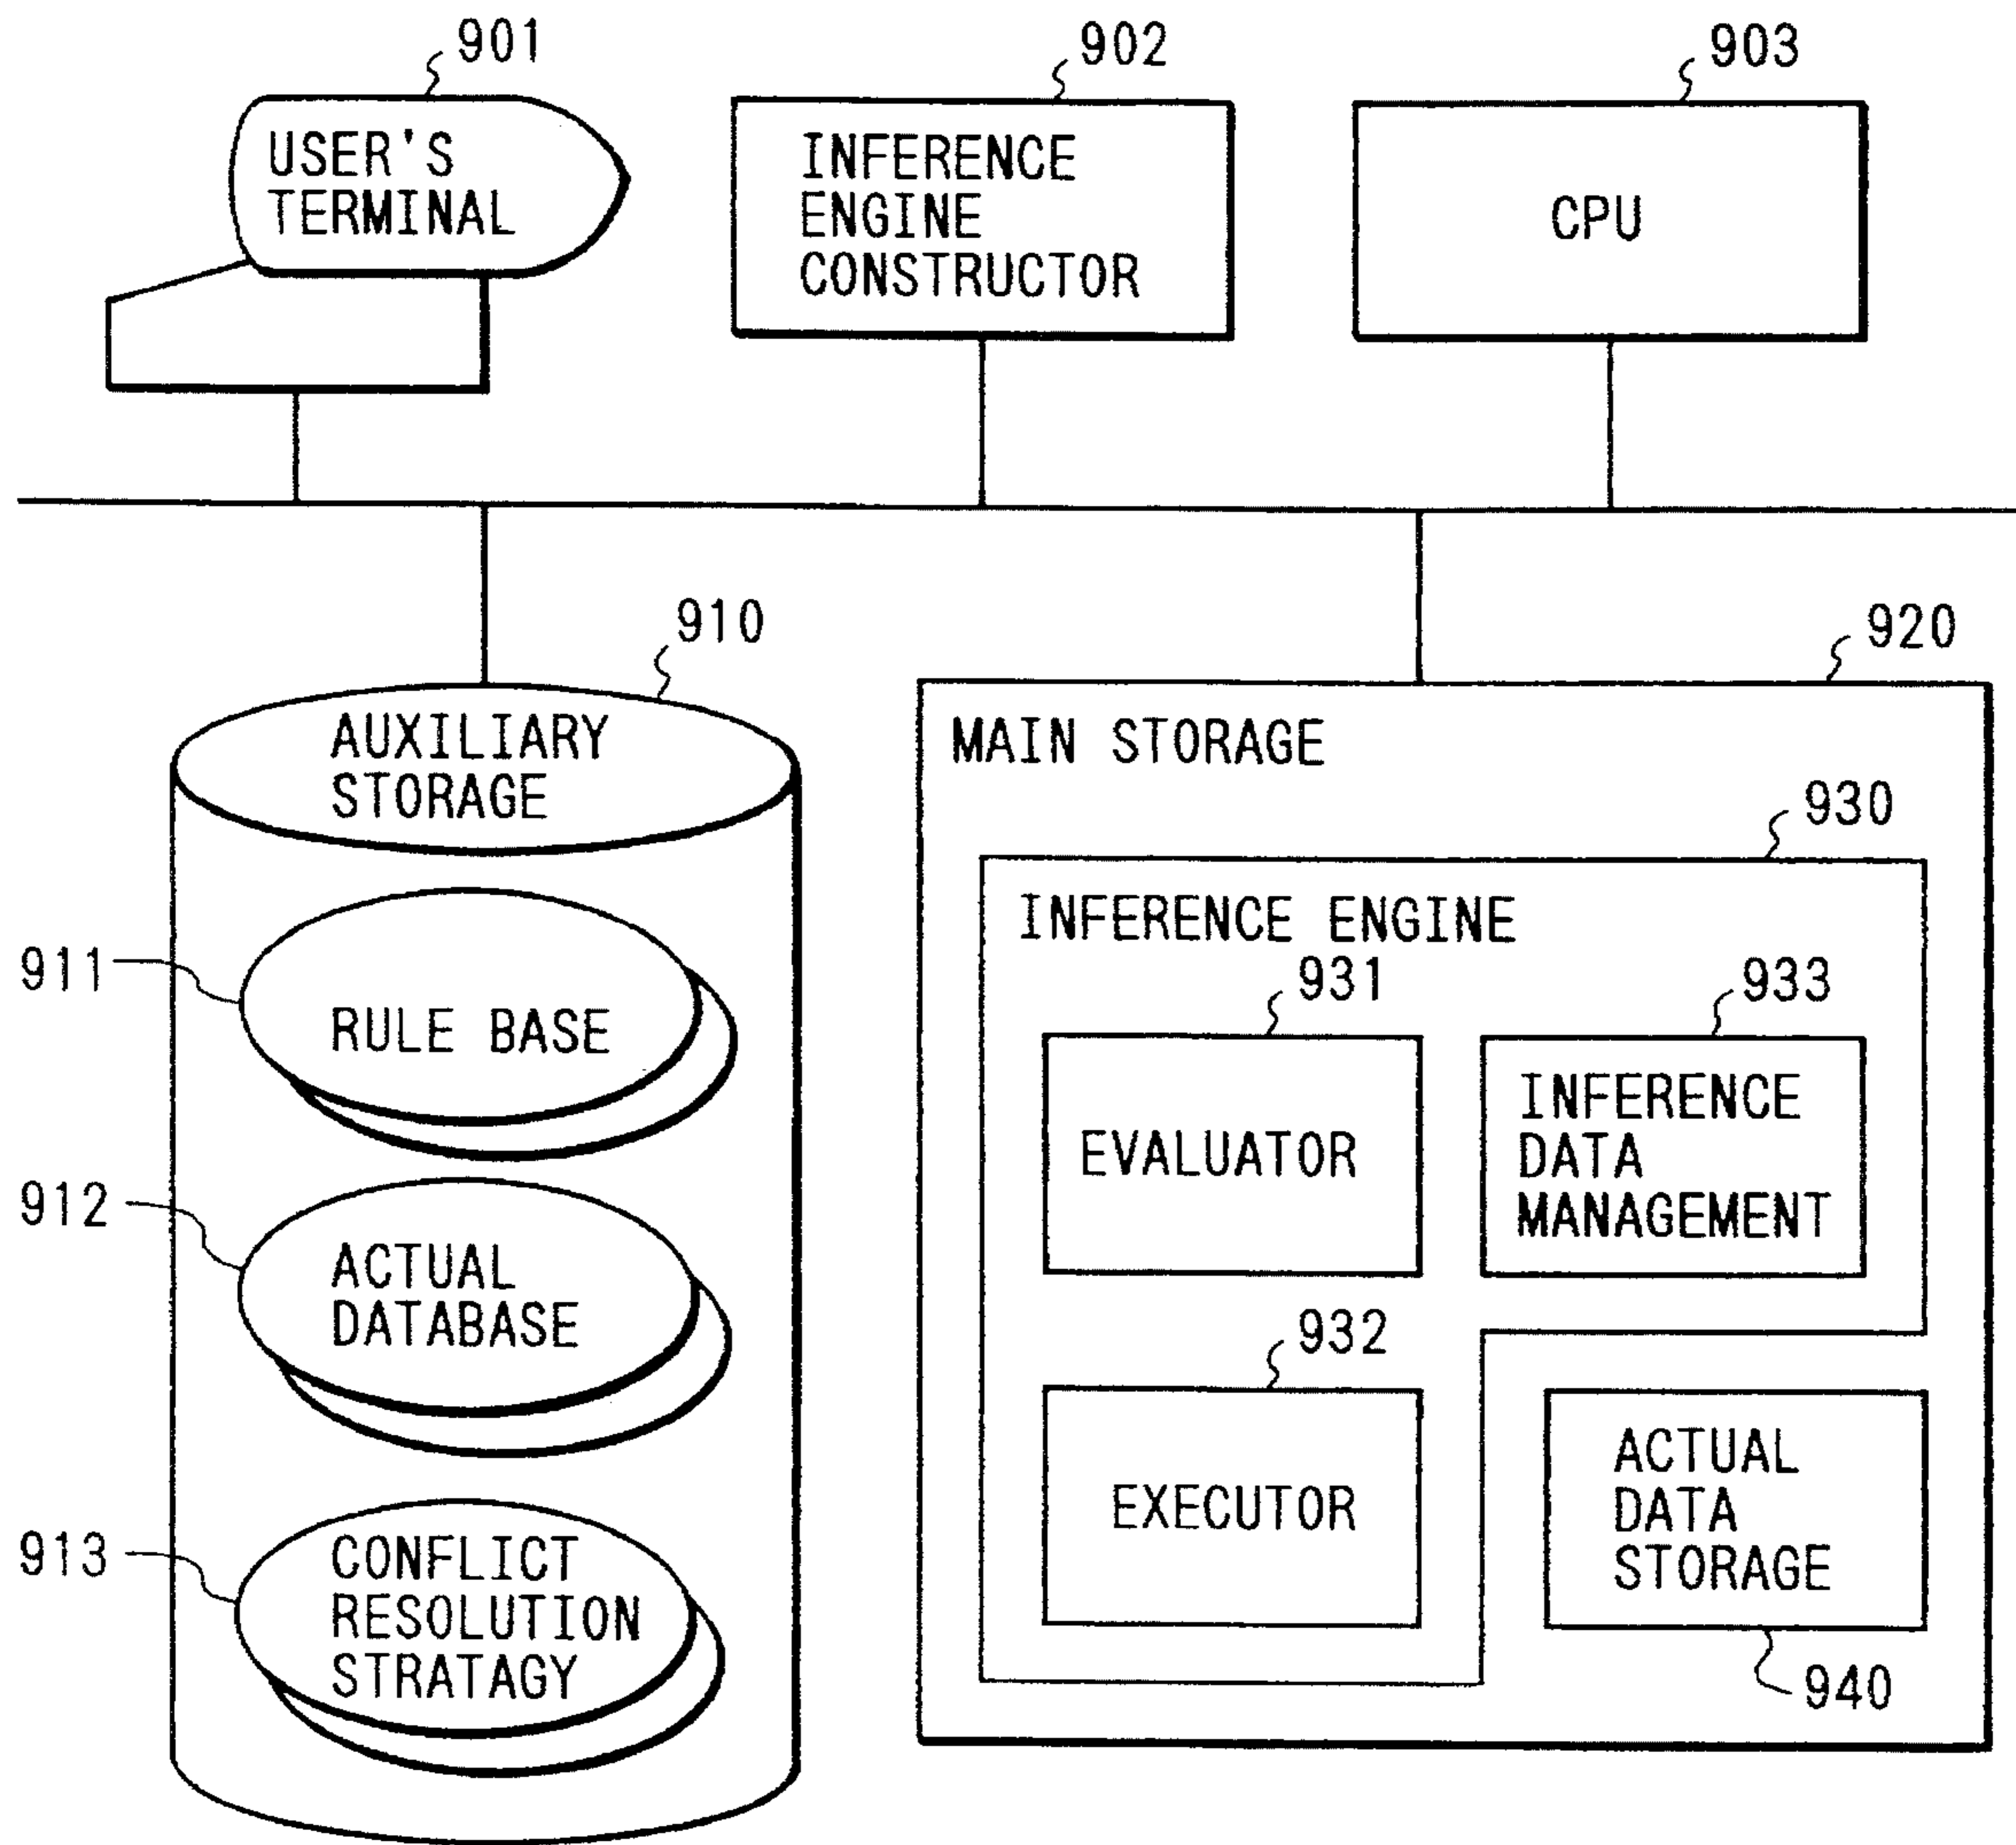 901
902
903
USER'S
TERMINAL
INFERENCE
ENGINE
CONSTRUCTOR
CPU
910
AUXILIARY
STORAGE
911
RULE BASE
912
ACTUAL
DATABASE
913
CONFLICT
RESOLUTION
STRATAGY
920
MAIN STORAGE
930
INFERENCE ENGINE
931
EVALUATOR
933
INFERENCE
DATA
MANAGEMENT
932
EXECUTOR
ACTUAL
DATA
STORAGE
940